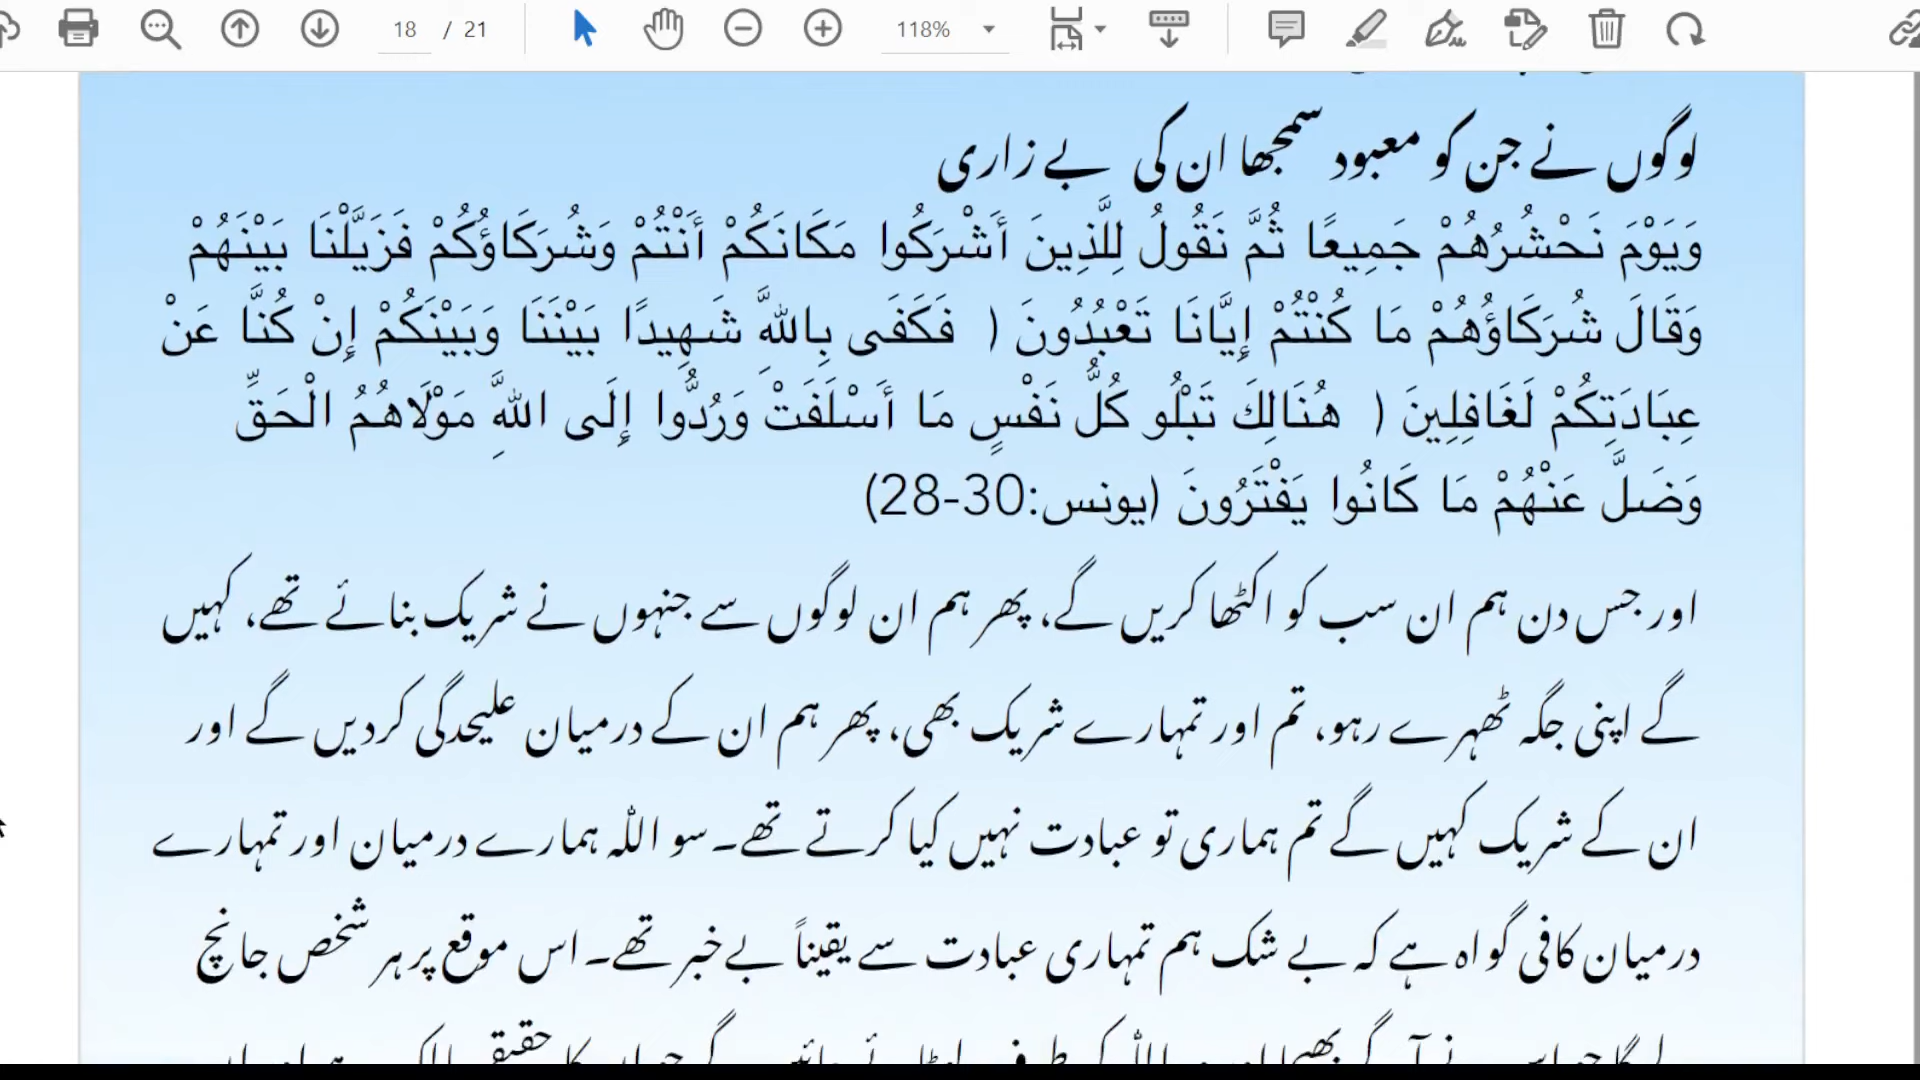 18 / 21 118%
لوگوں نے جن کو معبود سمجھا ان کی بے زاری
وَيَوْمَ نَحْشُرُهُمْ جَمِيعًا ثُمَّ نَقُولُ لِلَّذِينَ أَشْرَكُوا مَكَانَكُمْ أَنْتُمْ وَشُرَكَاؤُكُمْ فَزَيَّلْنَا بَيْنَهُمْ
وَقَالَ شُرَكَاؤُهُمْ مَا كُنْتُمْ إِيَّانَا تَعْبُدُونَ ( فَكَفَى بِاللَّهِ شَهِيدًا بَيْنَنَا وَبَيْنَكُمْ إِنْ كُنَّا عَنْ
عِبَادَتِكُمْ لَغَافِلِينَ ( هُنَالِكَ تَبْلُو كُلُّ نَفْسٍ مَا أَسْلَفَتْ وَرُدُّوا إِلَى اللَّهِ مَوْلَاهُمُ الْحَقِّ
وَضَلَّ عَنْهُمْ مَا كَانُوا يَفْتَرُونَ (یونس:30-28)
اور جس دن ہم ان سب کو اکٹھا کریں گے، پھر ہم ان لوگوں سے جنہوں نے شریک بنائے تھے، کہیں
گے اپنی جگہ ٹھہرے رہو، تم اور تمہارے شریک بھی، پھر ہم ان کے درمیان علیحدگی کردیں گے اور
ان کے شریک کہیں گے تم ہماری تو عبادت نہیں کیا کرتے تھے۔سو اللہ ہمارے درمیان اور تمہارے
درمیان کافی گواہ ہے کہ بے شک ہم تمہاری عبادت سے یقیناً بے خبر تھے۔ اس موقع پر ہر شخص جانچ